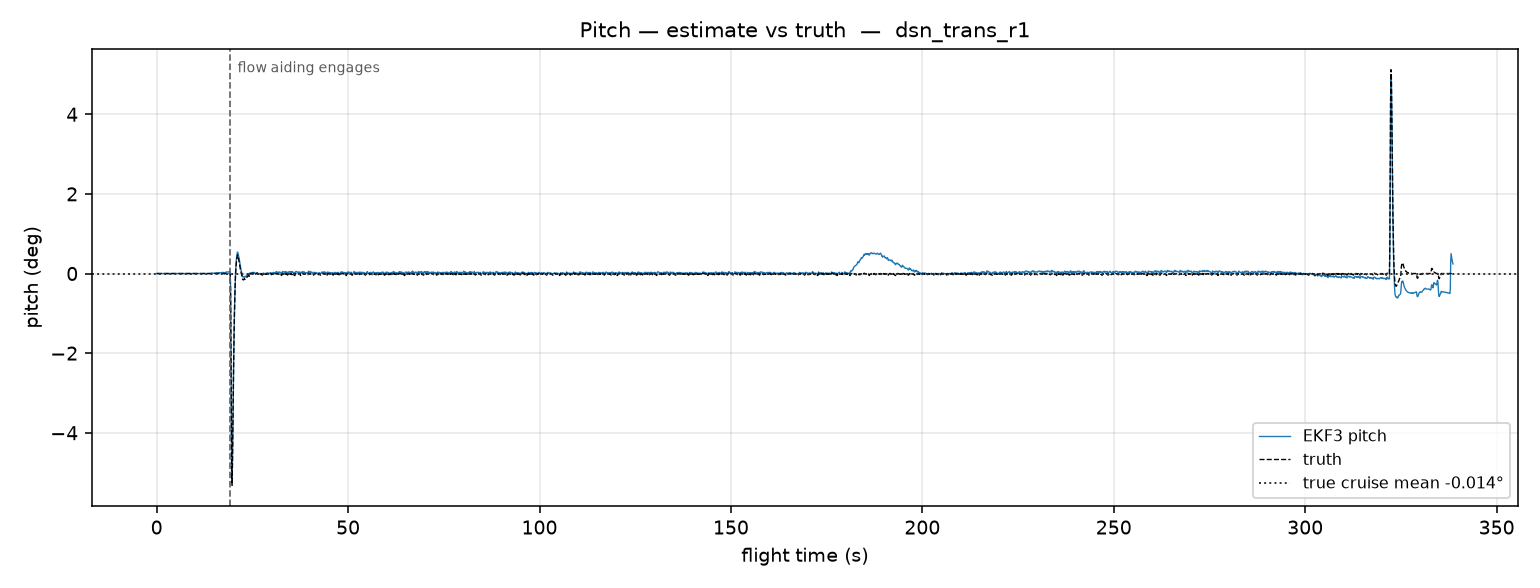 Pitch — estimate vs truth — dsn_trans_r1
flow aiding engages
pitch (deg)
4
2
0
−2
−4
0
50
100
150
200
250
300
350
flight time (s)
EKF3 pitch
truth
true cruise mean -0.014°